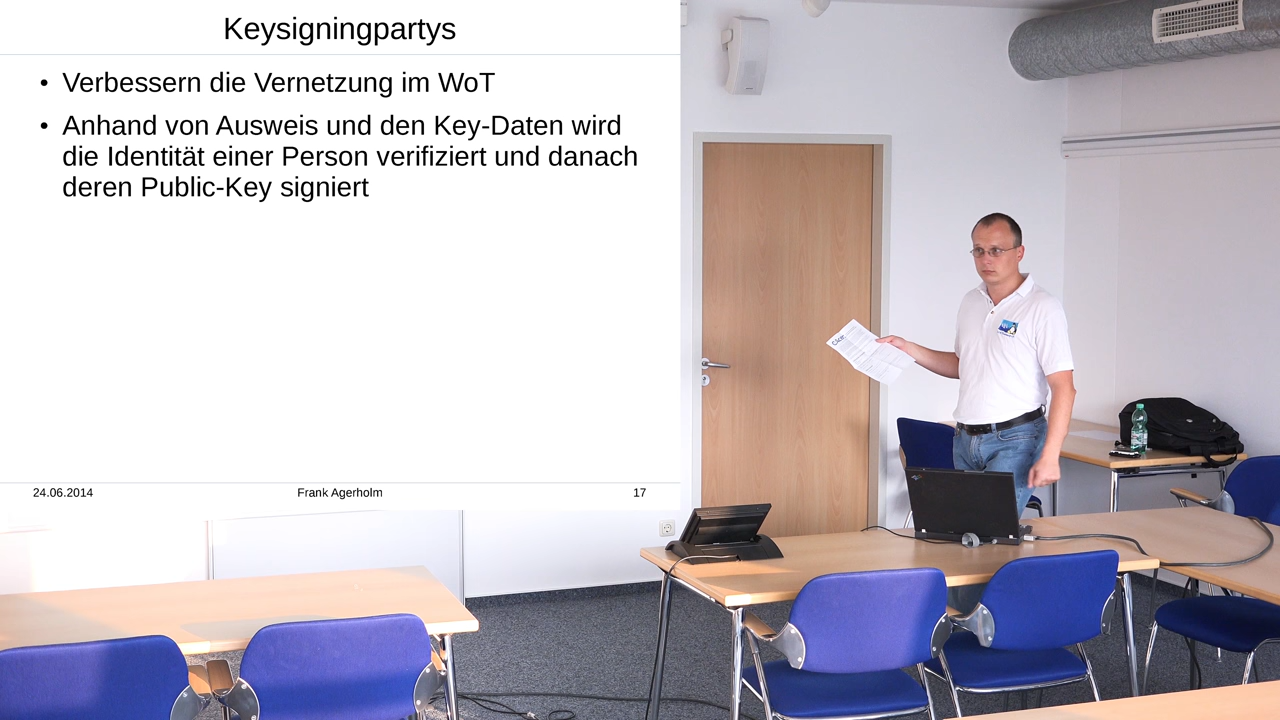 Keysigningpartys
• Verbessern die Vernetzung im WoT
• Anhand von Ausweis und den Key-Daten wird
die Identität einer Person verifiziert und danach
deren Public-Key signiert
24.06.2014
Frank Agerholm
17